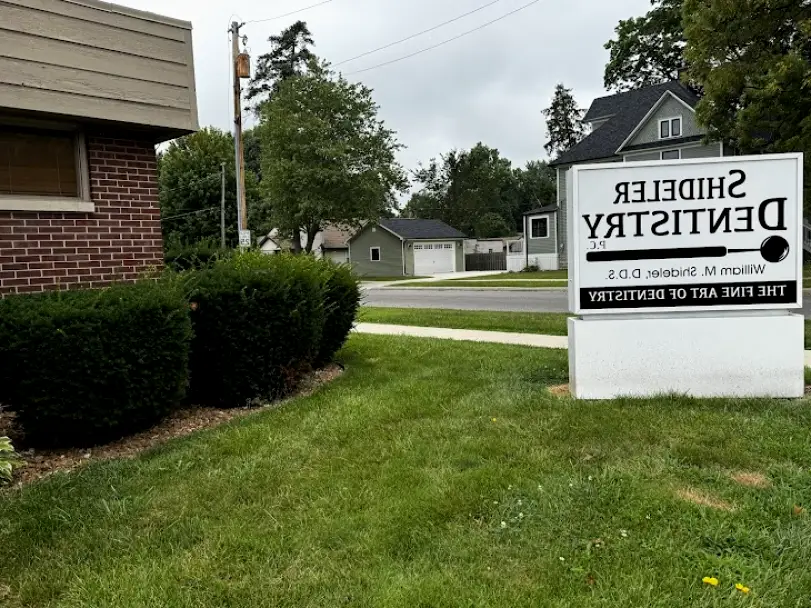 SHIDELER
DENTISTRY
P.C.
William M. Shideler, D.D.S.
THE FINE ART OF DENTISTRY